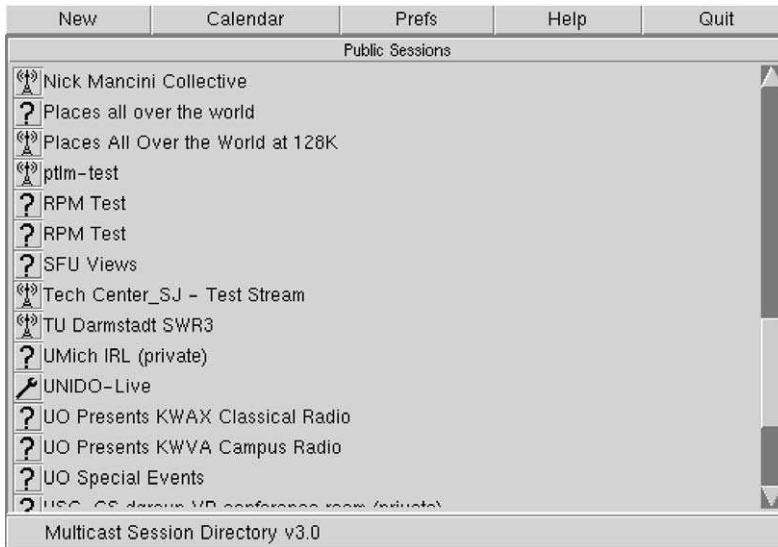 New Calendar Prefs Help Quit
Public Sessions
Nick Mancini Collective
? Places all over the world
Places All Over the World at 128K
ptlm-test
? RPM Test
? RPM Test
? SFU Views
Tech Center_SJ - Test Stream
TU Darmstadt SWR3
? UMich IRL (private)
UNIDO-Live
? UO Presents KWAX Classical Radio
? UO Presents KWVA Campus Radio
? UO Special Events
? (private)
Multicast Session Directory v3.0